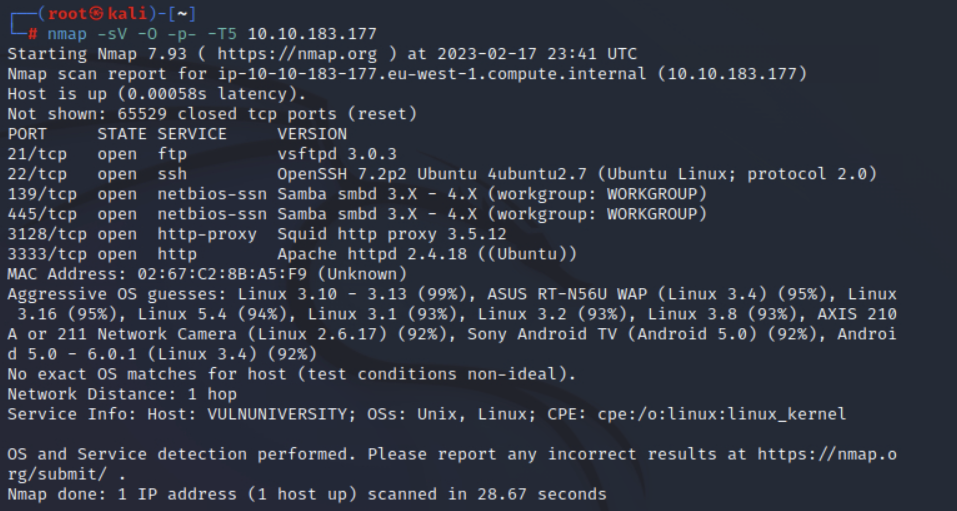 ┌──(root㉿kali)-[~]
└─# nmap -sV -O -p- -T5 10.10.183.177
Starting Nmap 7.93 ( https://nmap.org ) at 2023-02-17 23:41 UTC
Nmap scan report for ip-10-10-183-177.eu-west-1.compute.internal (10.10.183.177)
Host is up (0.00058s latency).
Not shown: 65529 closed tcp ports (reset)
PORT     STATE SERVICE     VERSION
21/tcp   open  ftp         vsftpd 3.0.3
22/tcp   open  ssh         OpenSSH 7.2p2 Ubuntu 4ubuntu2.7 (Ubuntu Linux; protocol 2.0)
139/tcp  open  netbios-ssn Samba smbd 3.X - 4.X (workgroup: WORKGROUP)
445/tcp  open  netbios-ssn Samba smbd 3.X - 4.X (workgroup: WORKGROUP)
3128/tcp open  http-proxy  Squid http proxy 3.5.12
3333/tcp open  http        Apache httpd 2.4.18 ((Ubuntu))
MAC Address: 02:67:C2:8B:A5:F9 (Unknown)
Aggressive OS guesses: Linux 3.10 - 3.13 (99%), ASUS RT-N56U WAP (Linux 3.4) (95%), Linux
 3.16 (95%), Linux 5.4 (94%), Linux 3.1 (93%), Linux 3.2 (93%), Linux 3.8 (93%), AXIS 210
A or 211 Network Camera (Linux 2.6.17) (92%), Sony Android TV (Android 5.0) (92%), Androi
d 5.0 - 6.0.1 (Linux 3.4) (92%)
No exact OS matches for host (test conditions non-ideal).
Network Distance: 1 hop
Service Info: Host: VULNUNIVERSITY; OSs: Unix, Linux; CPE: cpe:/o:linux:linux_kernel

OS and Service detection performed. Please report any incorrect results at https://nmap.o
rg/submit/ .
Nmap done: 1 IP address (1 host up) scanned in 28.67 seconds